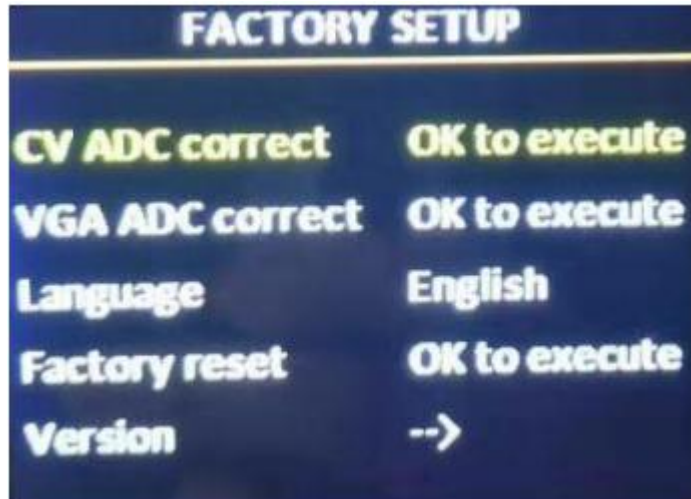 FACTORY SETUP
CV ADC correct OK to execute
VGA ADC correct OK to execute
Language English
Factory reset OK to execute
Version -->